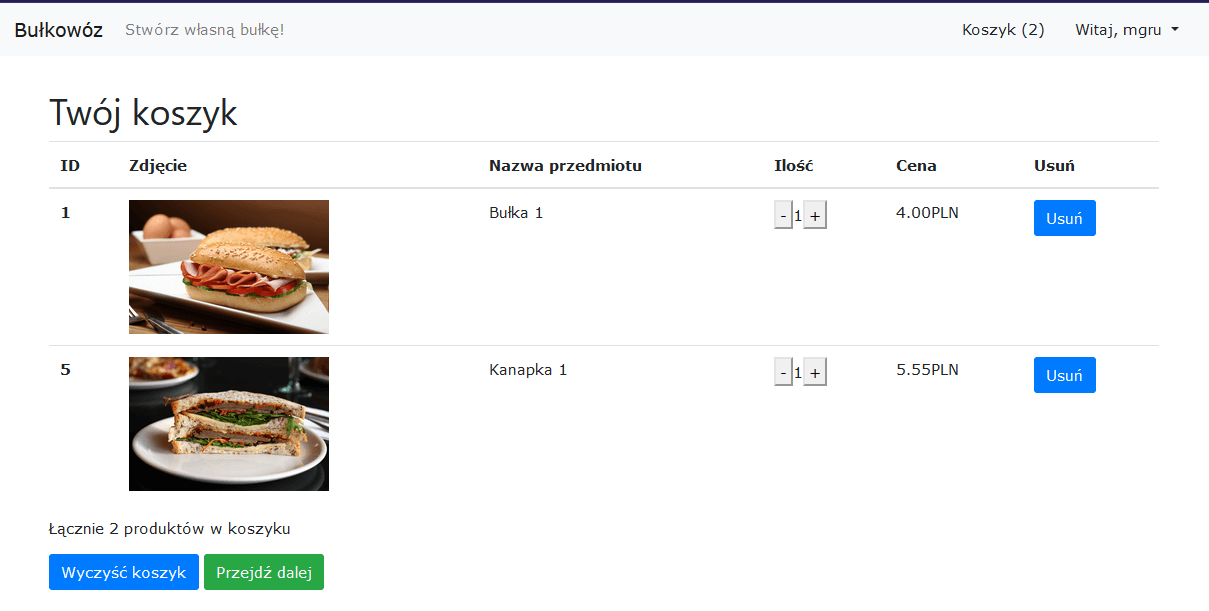 Bułkowóz Stwórz własną bułkę! Koszyk (2) Witaj, mgru
Twój koszyk
ID Zdjęcie Nazwa przedmiotu Ilość Cena Usuń
1 Bułka 1 - 1 + 4.00PLN Usuń
5 Kanapka 1 - 1 + 5.55PLN Usuń
Łącznie 2 produktów w koszyku
Wyczyść koszyk Przejdź dalej